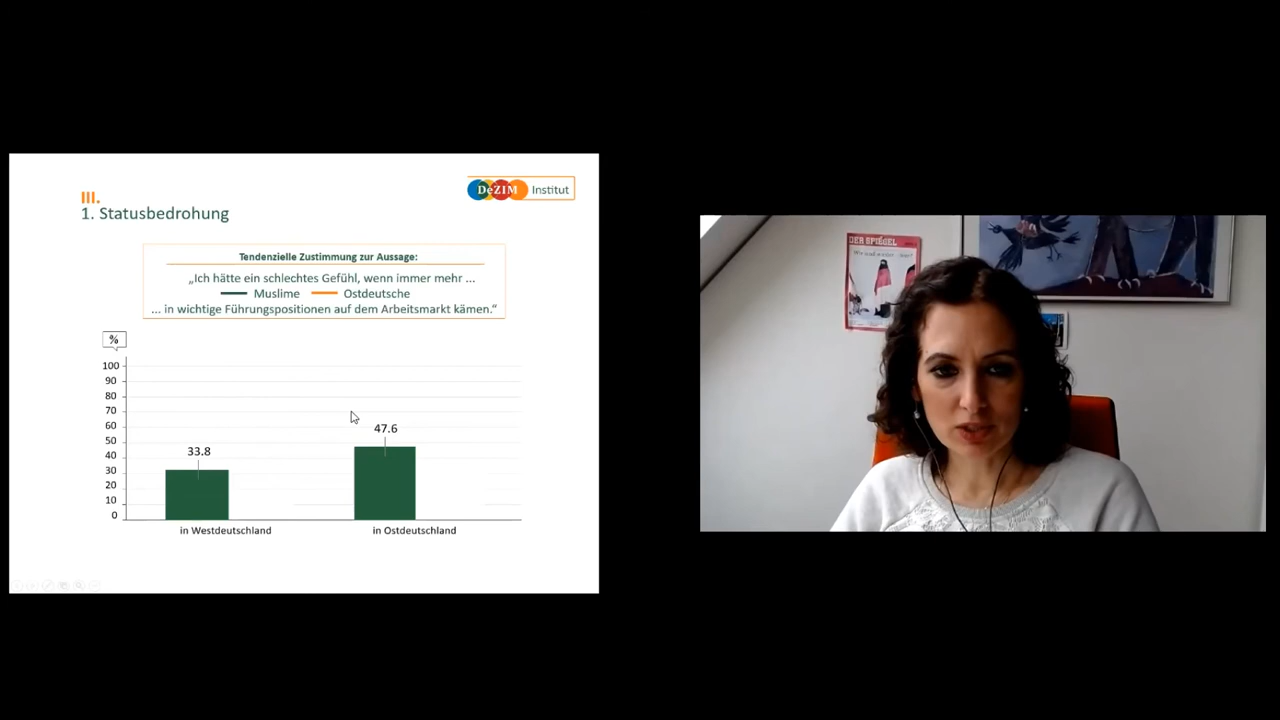 III.
1. Statusbedrohung
DeZIM Institut
Tendenzielle Zustimmung zur Aussage:
„Ich hätte ein schlechtes Gefühl, wenn immer mehr ...
Muslime Ostdeutsche
... in wichtige Führungspositionen auf dem Arbeitsmarkt kämen.“
%
100
90
80
70
60
50
40
30
20
10
0
33.8
47.6
in Westdeutschland
in Ostdeutschland
DER SPIEGEL